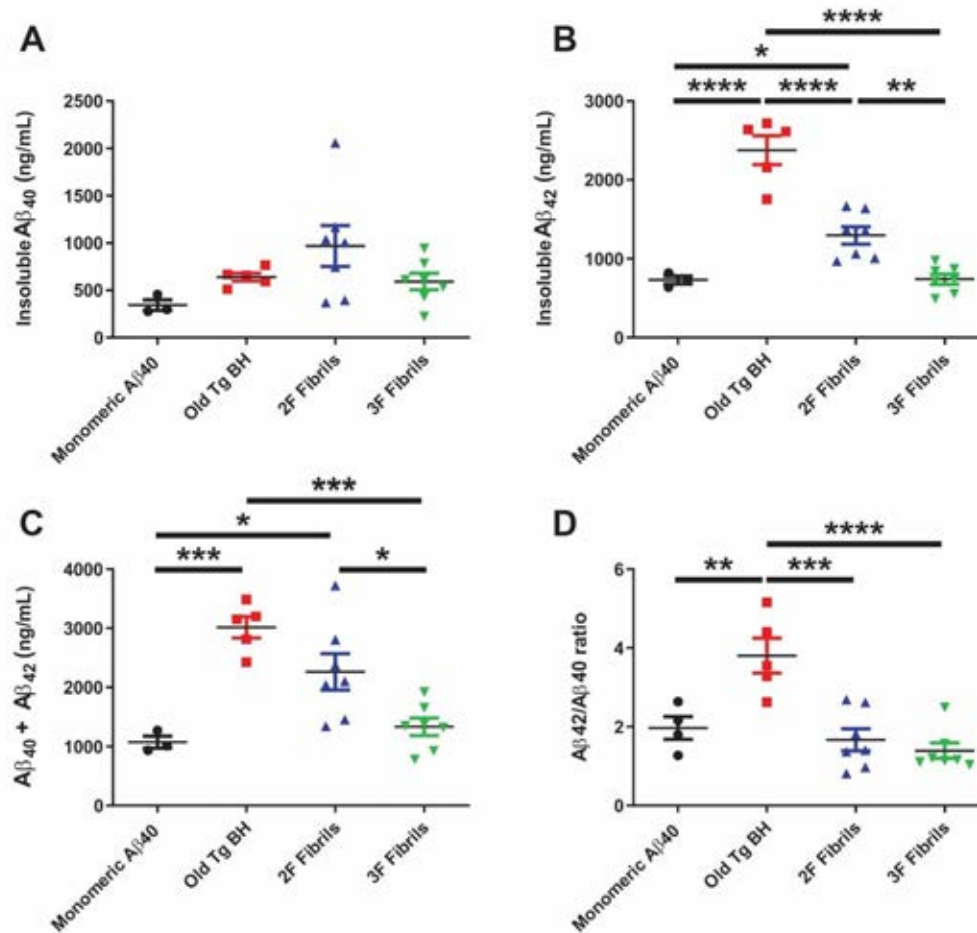 A
Insoluble Aβ40 (ng/mL)
2500
2000
1500
1000
500
0
Monomeric Aβ40
Old Tg BH
2F Fibrils
3F Fibrils
B
****
*
**** **** **
Insoluble Aβ42 (ng/mL)
3000
2000
1000
0
Monomeric Aβ40
Old Tg BH
2F Fibrils
3F Fibrils
C
***
*
*** *
Aβ40 + Aβ42 (ng/mL)
4000
3000
2000
1000
0
Monomeric Aβ40
Old Tg BH
2F Fibrils
3F Fibrils
D
****
** ***
Aβ42/Aβ40 ratio
6
4
2
0
Monomeric Aβ40
Old Tg BH
2F Fibrils
3F Fibrils